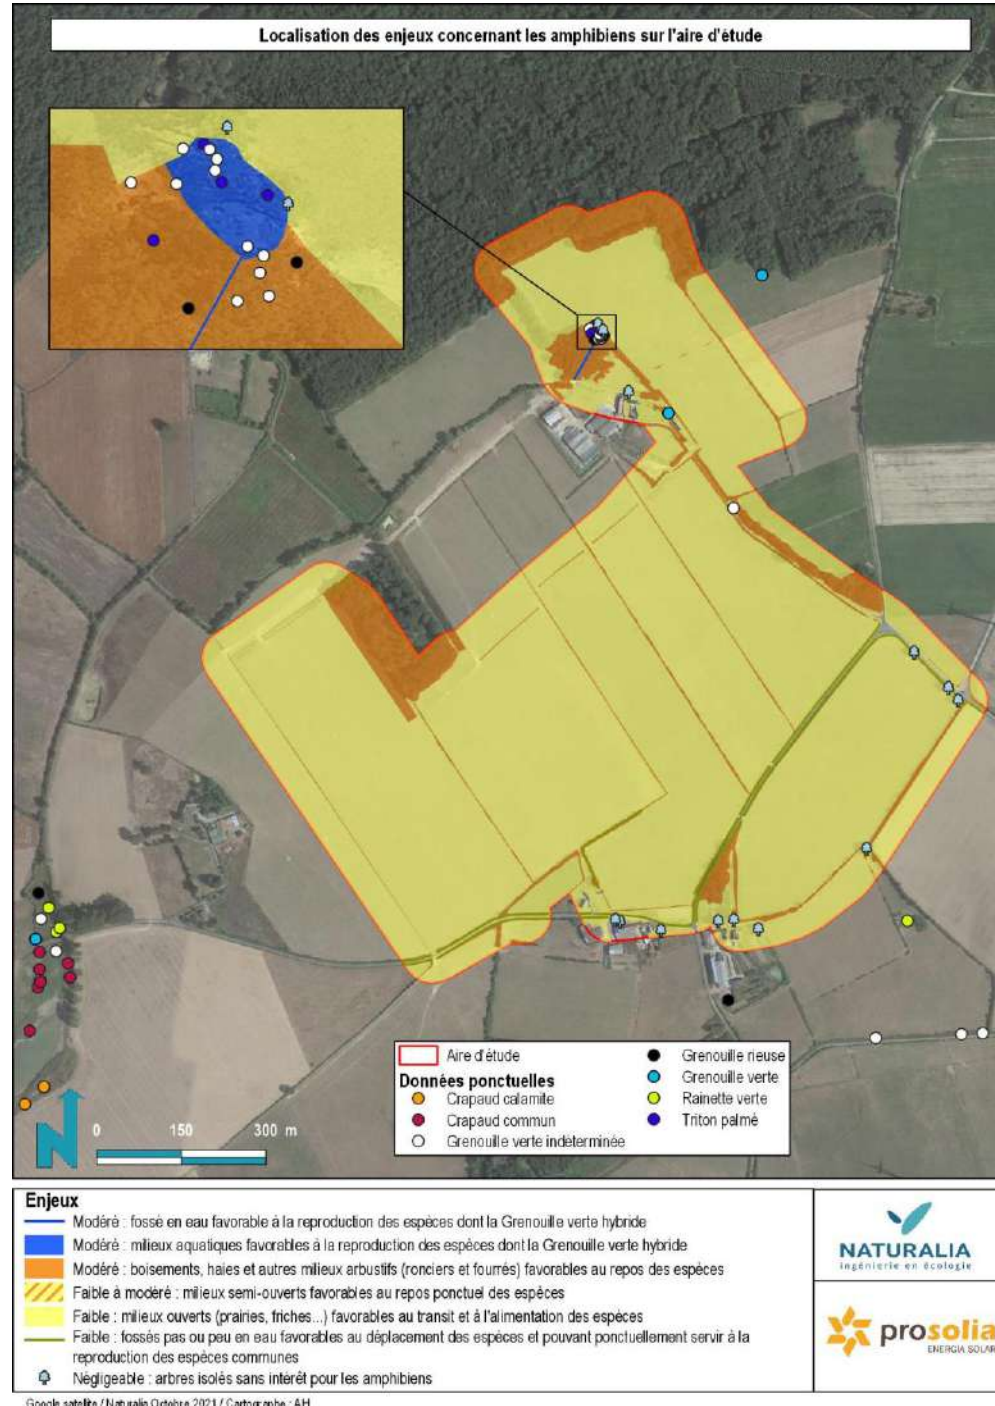 Localisation des enjeux concernant les amphibiens sur l'aire d'étude
Aire d'étude
Données ponctuelles
Crapaud calamite
Crapaud commun
Grenouille verte indéterminée
Grenouille rieuse
Grenouille verte
Rainette verte
Triton palmé
N
0 150 300 m
Enjeux
Modéré : fossé en eau favorable à la reproduction des espèces dont la Grenouille verte hybride
Modéré : milieux aquatiques favorables à la reproduction des espèces dont la Grenouille verte hybride
Modéré : boisements, haies et autres milieux arbustifs (ronciers et fourrés) favorables au repos des espèces
Faible à modéré : milieux semi-ouverts favorables au repos ponctuel des espèces
Faible : milieux ouverts (prairies, friches...) favorables au transit et à l'alimentation des espèces
Faible : fossés pas ou peu en eau favorables au déplacement des espèces et pouvant ponctuellement servir à la
reproduction des espèces communes
Négligeable : arbres isolés sans intérêt pour les amphibiens
NATURALIA
ingénierie en écologie
prosolia
ENERGIA SOLAR
Google satellite / Naturalia Octobre 2021 / Cartographe : AH